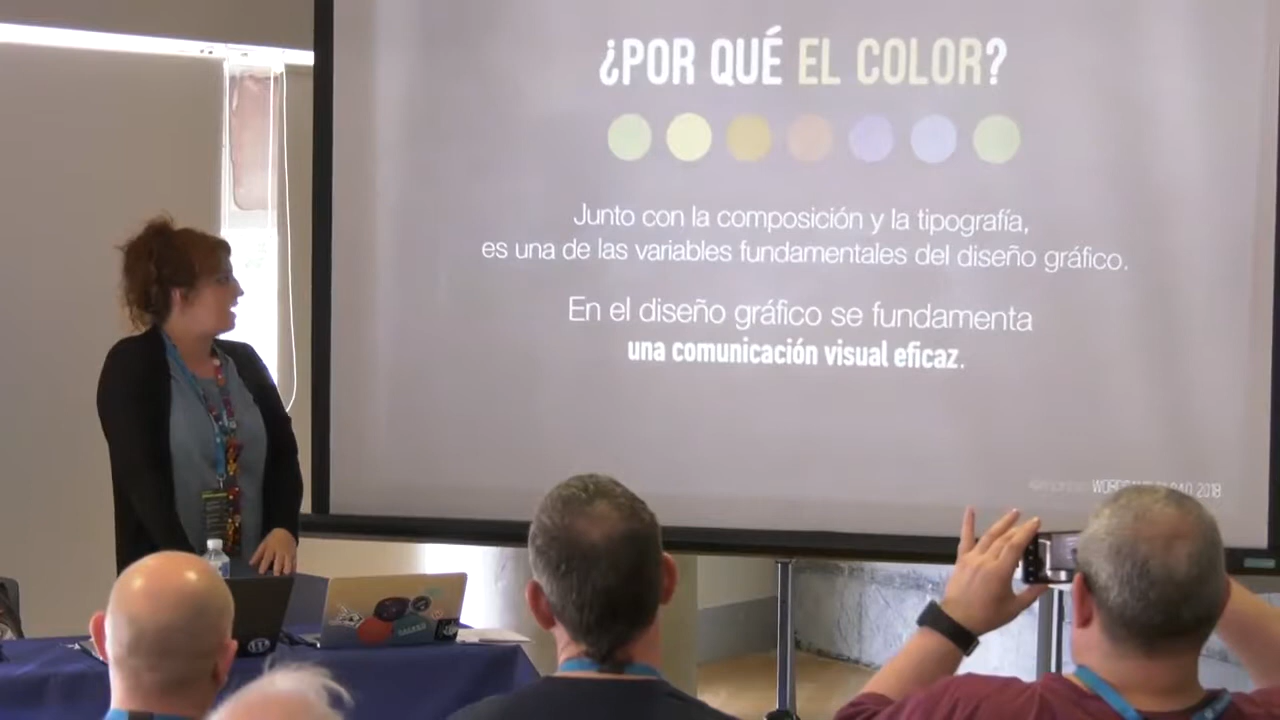 ¿POR QUÉ EL COLOR?
Junto con la composición y la tipografía,
es una de las variables fundamentales del diseño gráfico.
En el diseño gráfico se fundamenta
una comunicación visual eficaz.
2018